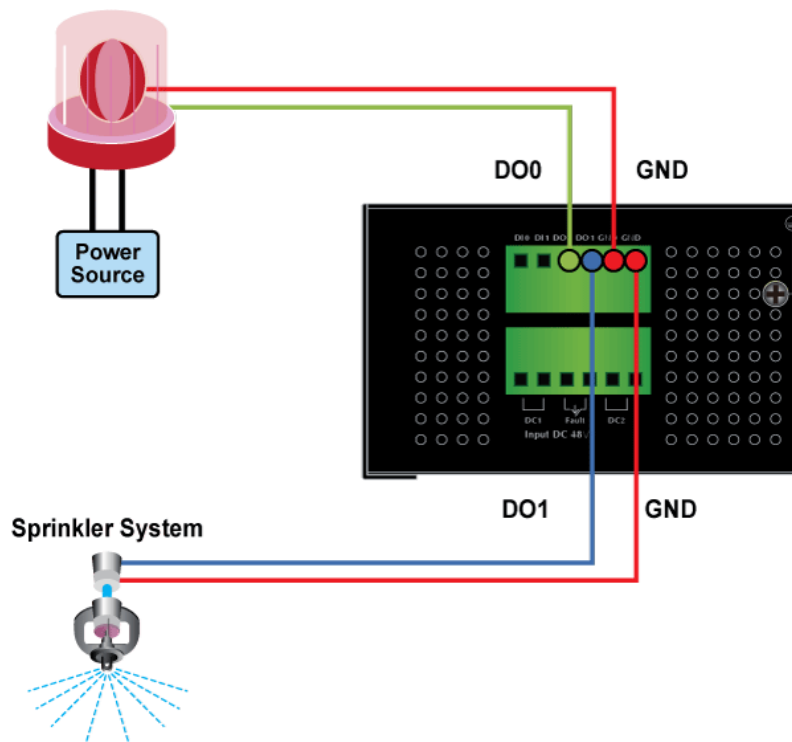 DO0 GND
Power
Source
DI0 DI1 DO0 DO1 GND GND
DC1 Fault DC2
Input DC 48V
DO1 GND
Sprinkler System